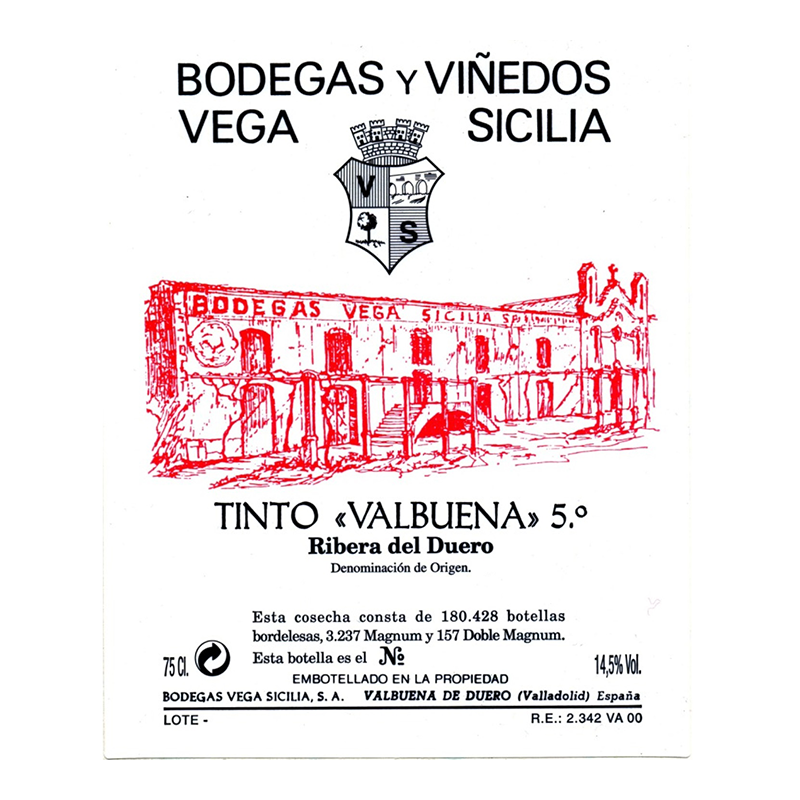 BODEGAS Y VIÑEDOS
VEGA SICILIA
V
S
BODEGAS VEGA SICILIA
TINTO «VALBUENA» 5.º
Ribera del Duero
Denominación de Origen.
Esta cosecha consta de 180.428 botellas
bordelesas, 3.237 Magnum y 157 Doble Magnum.
75 Cl. Esta botella es el Nº 14,5% Vol.
EMBOTELLADO EN LA PROPIEDAD
BODEGAS VEGA SICILIA, S. A. VALBUENA DE DUERO (Valladolid) España
LOTE - R.E.: 2.342 VA 00